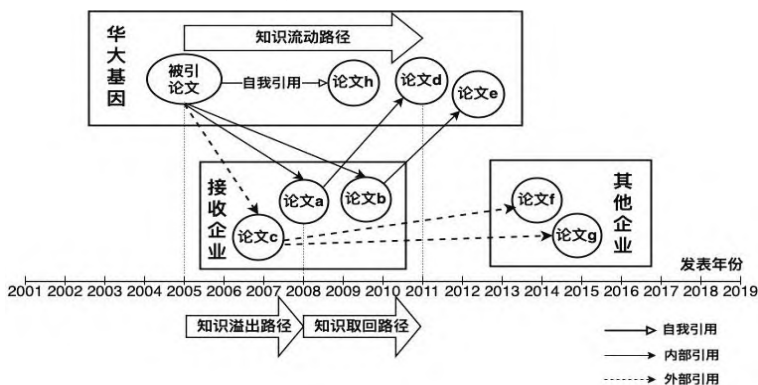 知识流动路径
华大基因
被引
论文
自我引用
论文h
论文d
论文e
接收企业
论文a
论文b
论文c
其他企业
论文f
论文g
发表年份
2001 2002 2003 2004 2005 2006 2007 2008 2009 2010 2011 2012 2013 2014 2015 2016 2017 2018 2019
知识溢出路径
知识取回路径
自我引用
内部引用
外部引用